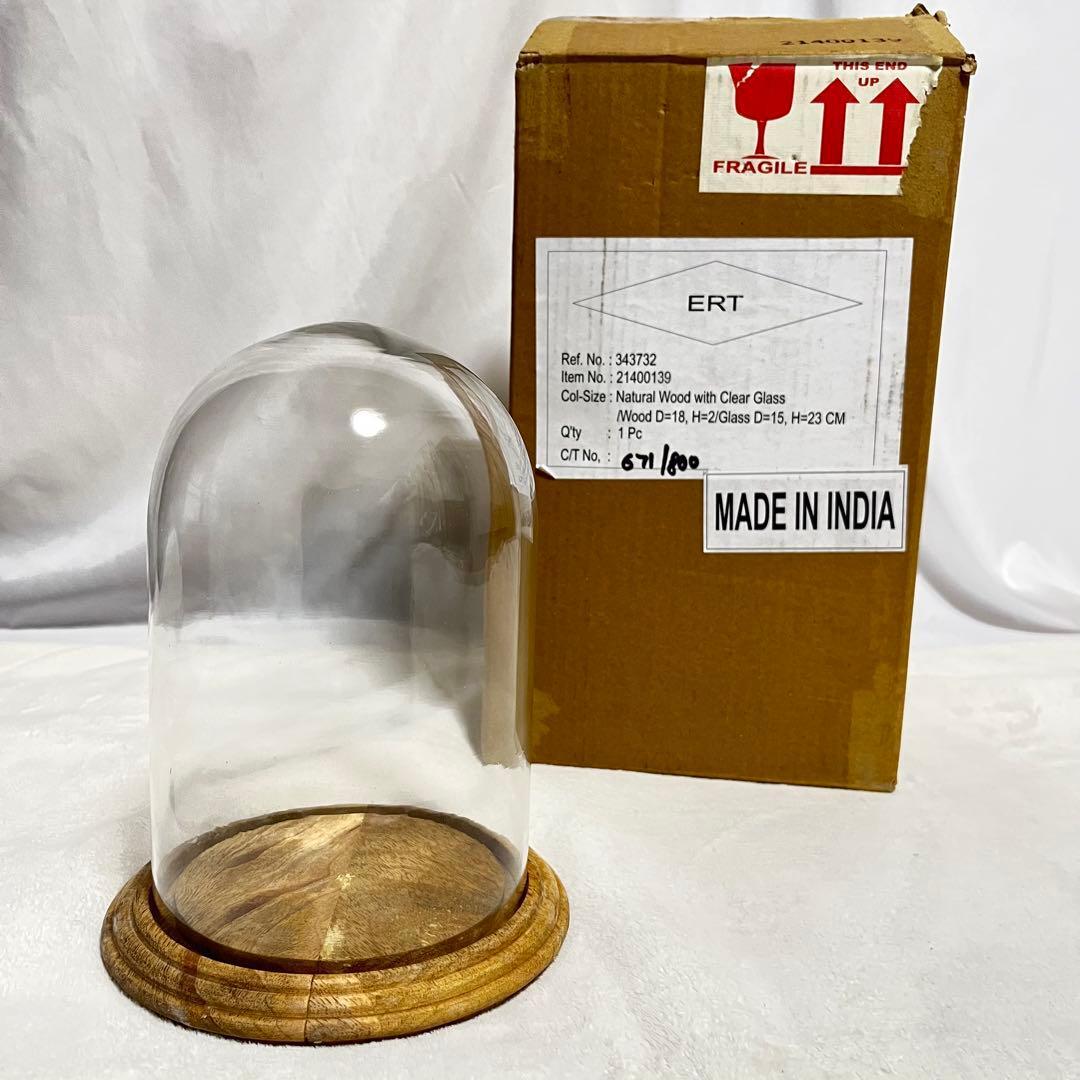 21400139
THIS END
UP
FRAGILE
ERT
Ref. No. : 343732
Item No. : 21400139
Col-Size : Natural Wood with Clear Glass
/Wood D=18, H=2/Glass D=15, H=23 CM
Q'ty : 1 Pc
C/T No, : 671/800
MADE IN INDIA